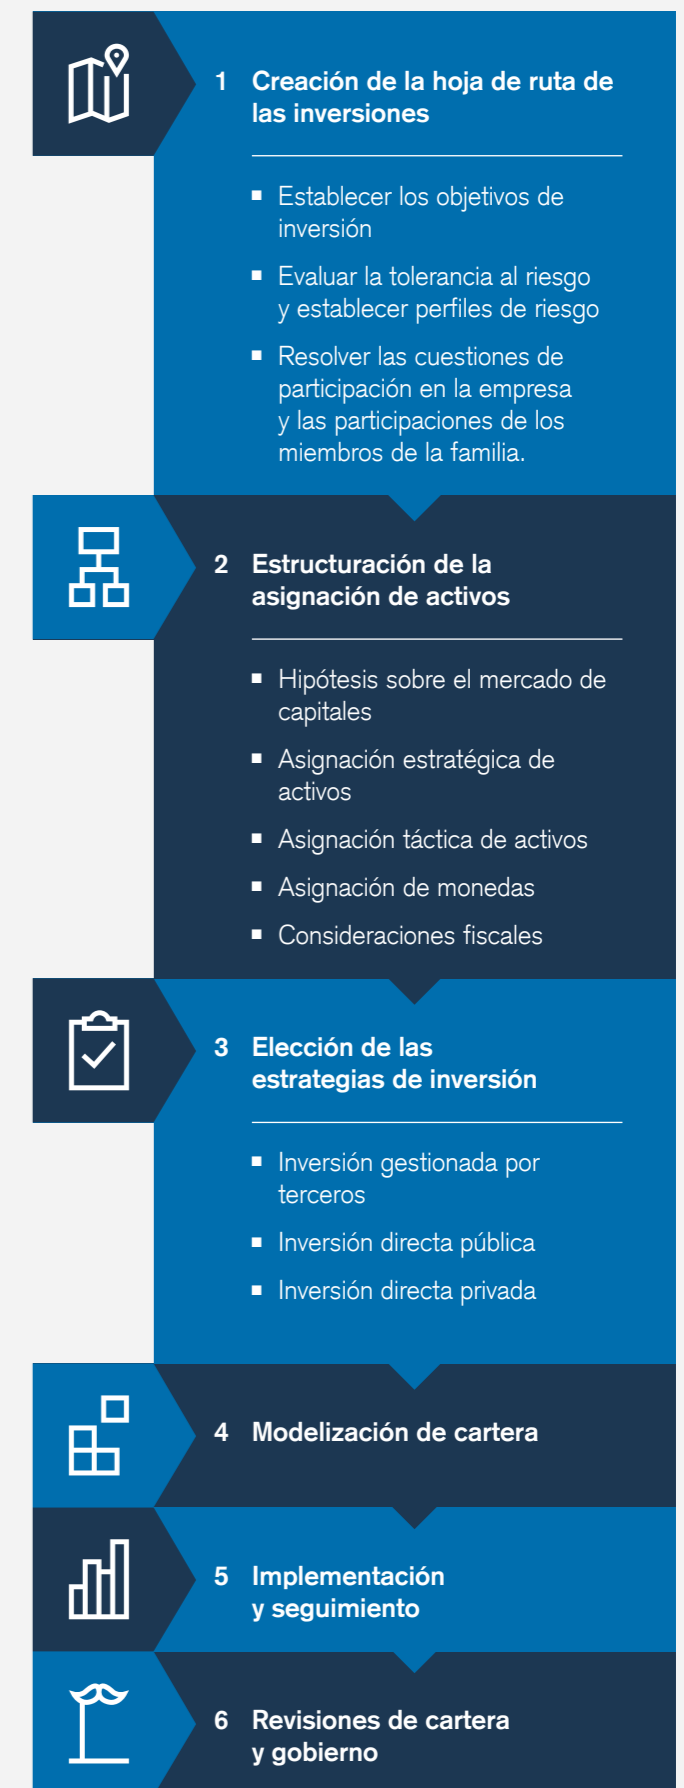 1 Creación de la hoja de ruta de
las inversiones
▪ Establecer los objetivos de
inversión
▪ Evaluar la tolerancia al riesgo
y establecer perfiles de riesgo
▪ Resolver las cuestiones de
participación en la empresa
y las participaciones de los
miembros de la familia.
2 Estructuración de la
asignación de activos
▪ Hipótesis sobre el mercado de
capitales
▪ Asignación estratégica de
activos
▪ Asignación táctica de activos
▪ Asignación de monedas
▪ Consideraciones fiscales
3 Elección de las
estrategias de inversión
▪ Inversión gestionada por
terceros
▪ Inversión directa pública
▪ Inversión directa privada
4 Modelización de cartera
5 Implementación
y seguimiento
6 Revisiones de cartera
y gobierno